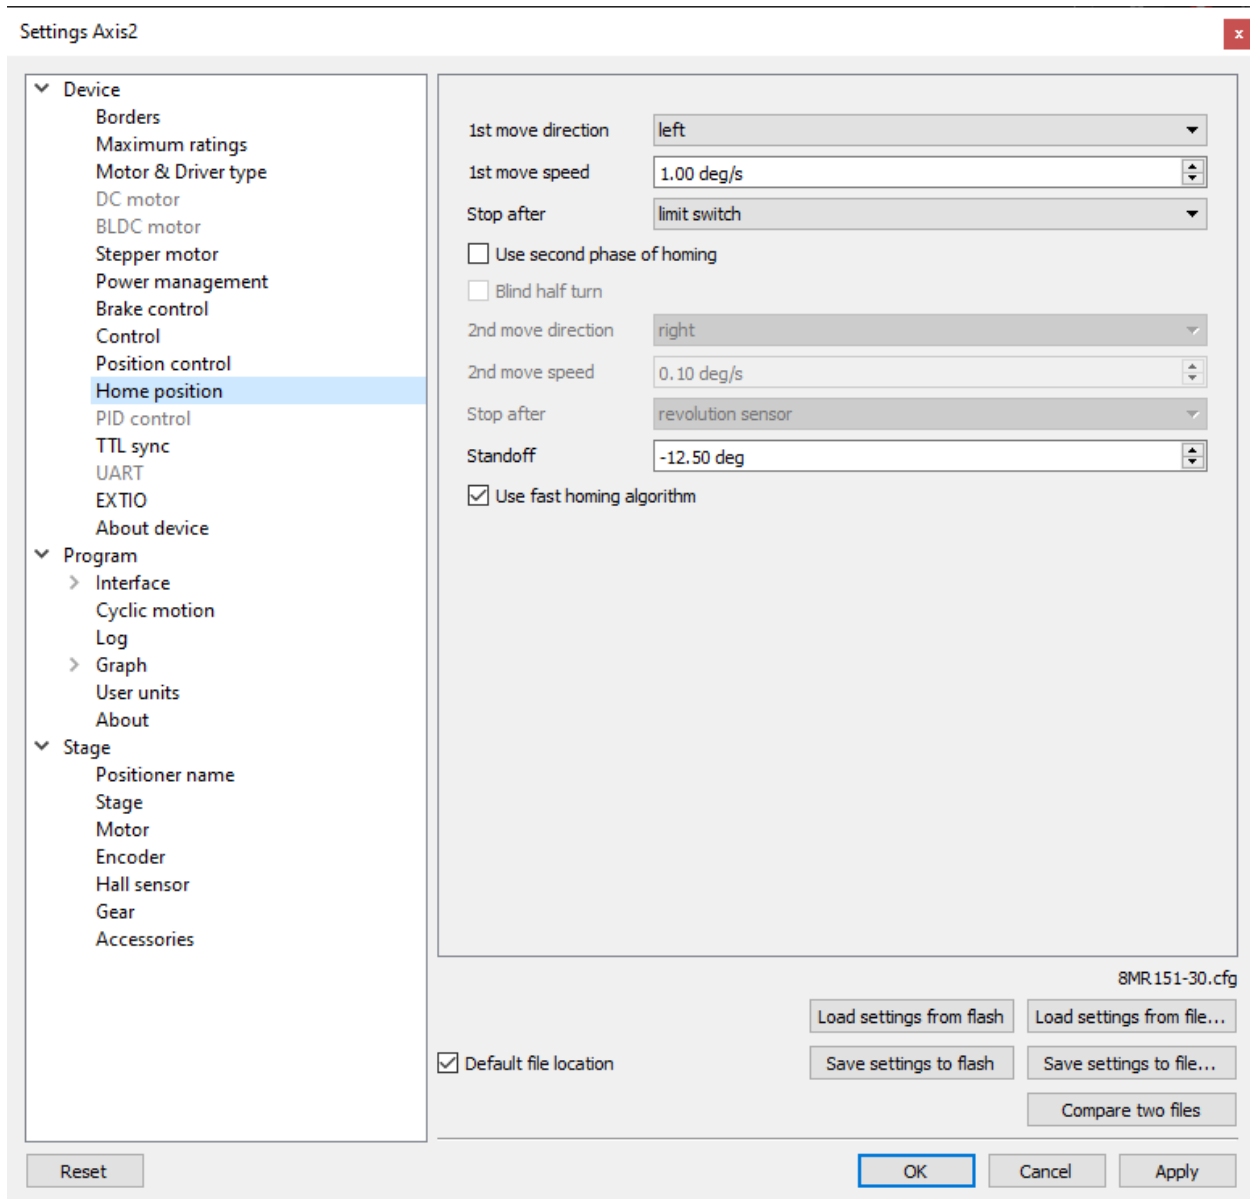 Settings Axis2
x
Device
Borders
Maximum ratings
Motor & Driver type
DC motor
BLDC motor
Stepper motor
Power management
Brake control
Control
Position control
Home position
PID control
TTL sync
UART
EXTIO
About device
Program
Interface
Cyclic motion
Log
Graph
User units
About
Stage
Positioner name
Stage
Motor
Encoder
Hall sensor
Gear
Accessories
1st move direction left
1st move speed 1.00 deg/s
Stop after limit switch
Use second phase of homing
Blind half turn
2nd move direction right
2nd move speed 0.10 deg/s
Stop after revolution sensor
Standoff -12.50 deg
Use fast homing algorithm
8MR151-30.cfg
Load settings from flash Load settings from file...
Default file location Save settings to flash Save settings to file...
Compare two files
Reset OK Cancel Apply